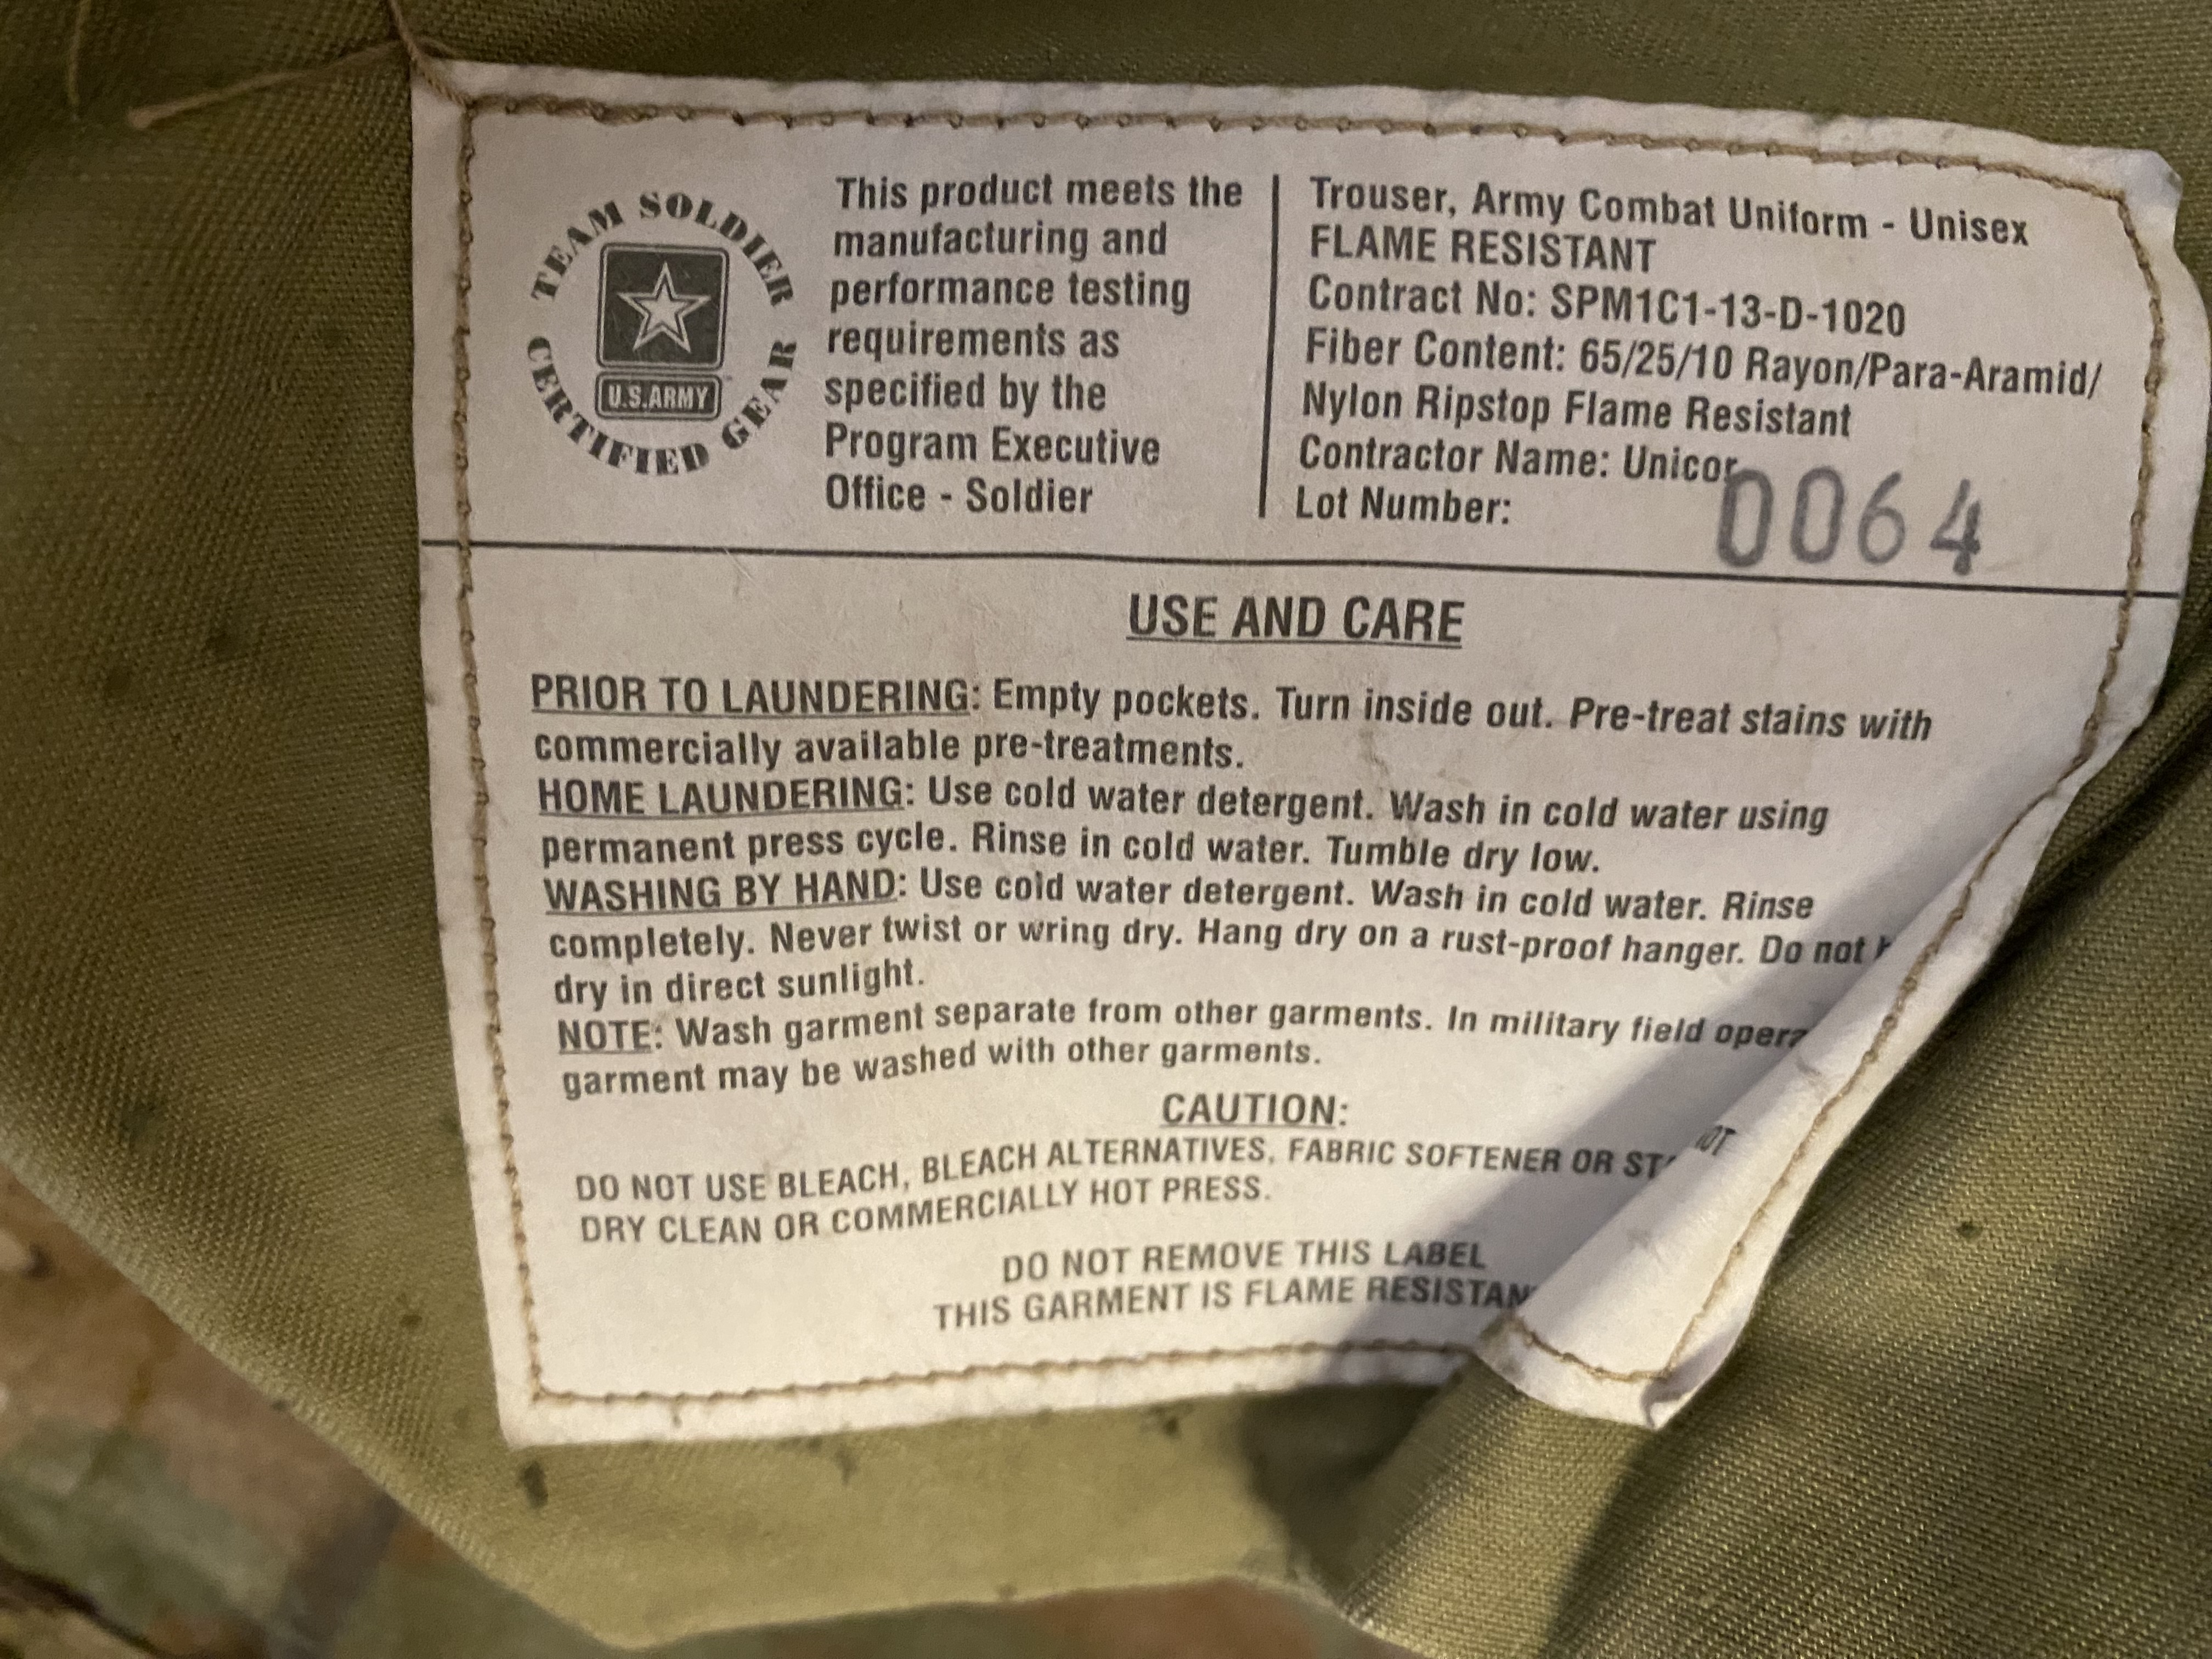 TEAM SOLDIER
CERTIFIED GEAR
U.S.ARMY
This product meets the
manufacturing and
performance testing
requirements as
specified by the
Program Executive
Office - Soldier
Trouser, Army Combat Uniform - Unisex
FLAME RESISTANT
Contract No: SPM1C1-13-D-1020
Fiber Content: 65/25/10 Rayon/Para-Aramid/
Nylon Ripstop Flame Resistant
Contractor Name: Unicor
Lot Number: 0064
USE AND CARE
PRIOR TO LAUNDERING: Empty pockets. Turn inside out. Pre-treat stains with
commercially available pre-treatments.
HOME LAUNDERING: Use cold water detergent. Wash in cold water using
permanent press cycle. Rinse in cold water. Tumble dry low.
WASHING BY HAND: Use cold water detergent. Wash in cold water. Rinse
completely. Never twist or wring dry. Hang dry on a rust-proof hanger. Do not
dry in direct sunlight.
NOTE: Wash garment separate from other garments. In military field
garment may be washed with other garments.
CAUTION:
DO NOT USE BLEACH, BLEACH ALTERNATIVES, FABRIC SOFTENER OR
DRY CLEAN OR COMMERCIALLY HOT PRESS.
DO NOT REMOVE THIS LABEL
THIS GARMENT IS FLAME